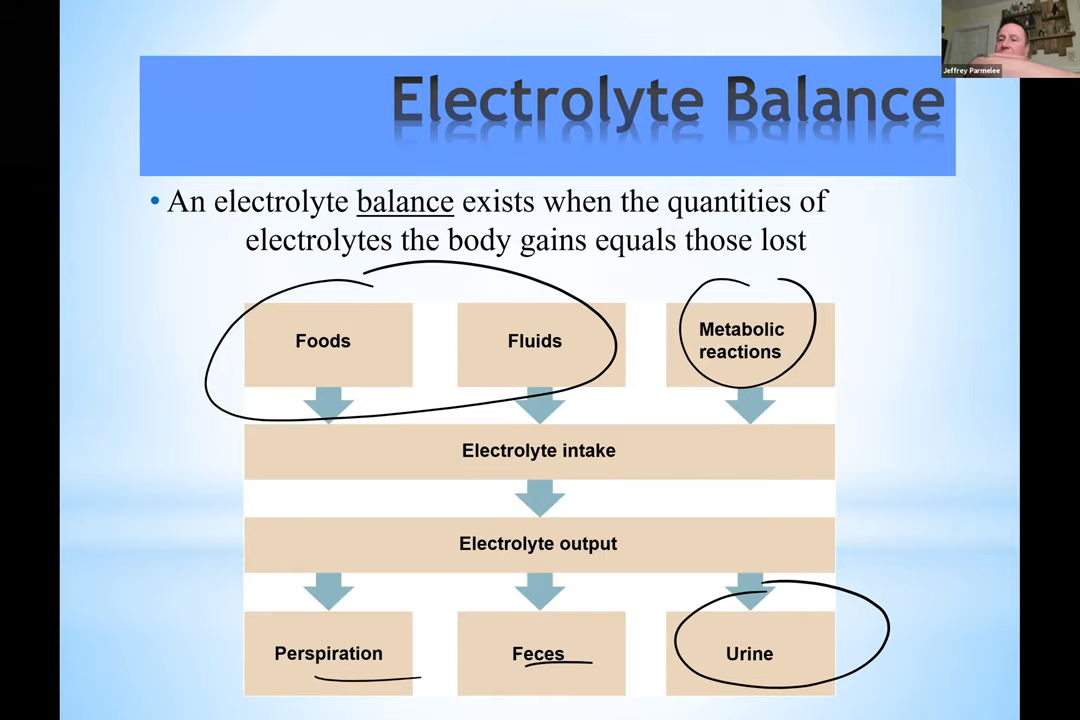 Jeffrey Parmelee
Electrolyte Balance
• An electrolyte balance exists when the quantities of
electrolytes the body gains equals those lost
Foods
Fluids
Metabolic
reactions
Electrolyte intake
Electrolyte output
Perspiration
Feces
Urine